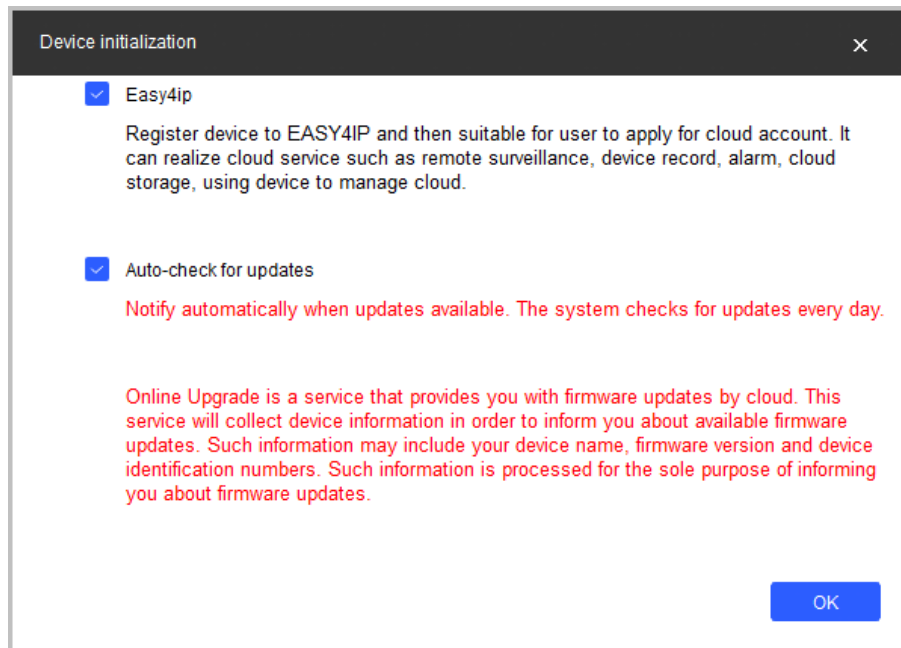 Device initialization
Easy4ip
Register device to EASY4IP and then suitable for user to apply for cloud account. It
can realize cloud service such as remote surveillance, device record, alarm, cloud
storage, using device to manage cloud.
Auto-check for updates
Notify automatically when updates available. The system checks for updates every day.
Online Upgrade is a service that provides you with firmware updates by cloud. This
service will collect device information in order to inform you about available firmware
updates. Such information may include your device name, firmware version and device
identification numbers. Such information is processed for the sole purpose of informing
you about firmware updates.
OK